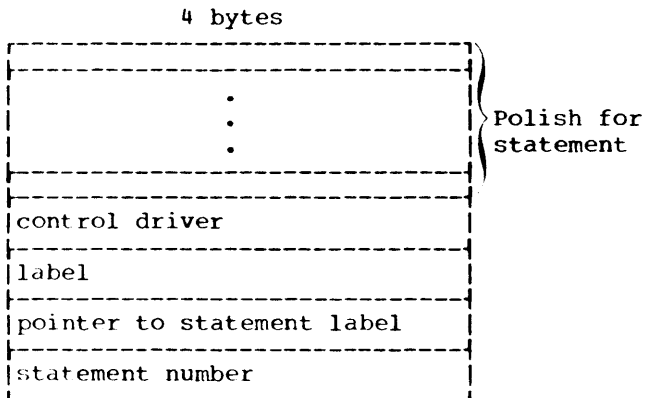 4 bytes
.
.
.
Polish for
statement
control driver
label
pointer to statement label
statement number